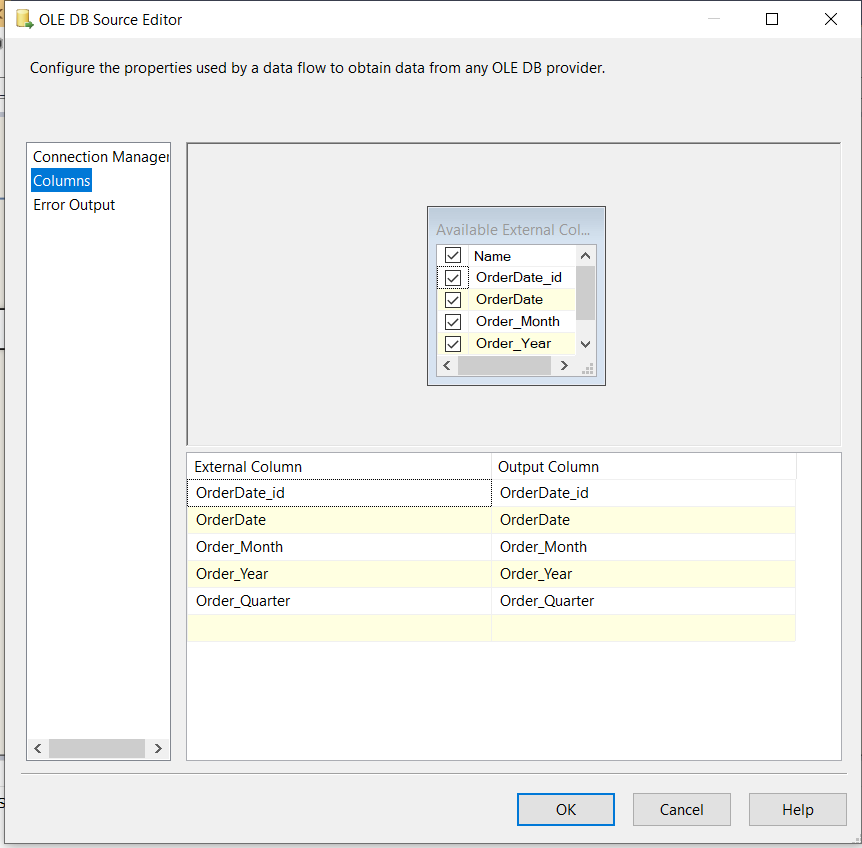 OLE DB Source Editor
Configure the properties used by a data flow to obtain data from any OLE DB provider.
Connection Manager
Columns
Error Output
Available External Col...
Name
OrderDate_id
OrderDate
Order_Month
Order_Year
External Column Output Column
OrderDate_id OrderDate_id
OrderDate OrderDate
Order_Month Order_Month
Order_Year Order_Year
Order_Quarter Order_Quarter
OK Cancel Help